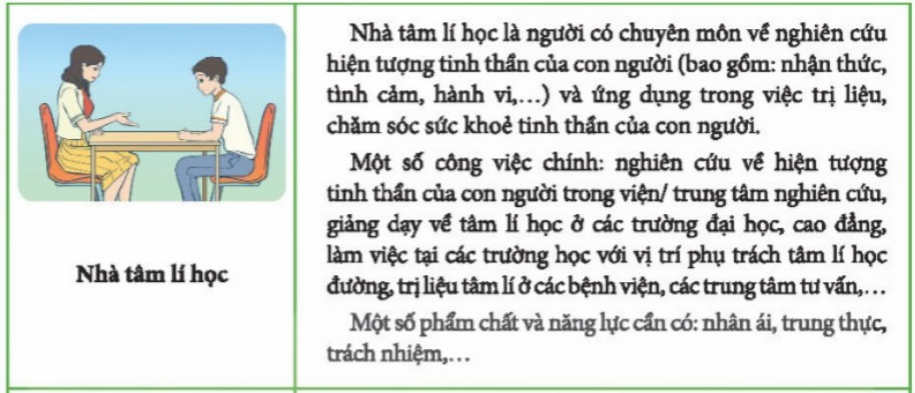 Nhà tâm lí học
Nhà tâm lí học là người có chuyên môn về nghiên cứu
hiện tượng tinh thần của con người (bao gồm: nhận thức,
tình cảm, hành vi,...) và ứng dụng trong việc trị liệu,
chăm sóc sức khoẻ tinh thần của con người.
Một số công việc chính: nghiên cứu về hiện tượng
tinh thần của con người trong viện/ trung tâm nghiên cứu,
giảng dạy về tâm lí học ở các trường đại học, cao đẳng,
làm việc tại các trường học với vị trí phụ trách tâm lí học
đường, trị liệu tâm lí ở các bệnh viện, các trung tâm tư vấn,...
Một số phẩm chất và năng lực cần có: nhân ái, trung thực,
trách nhiệm,...